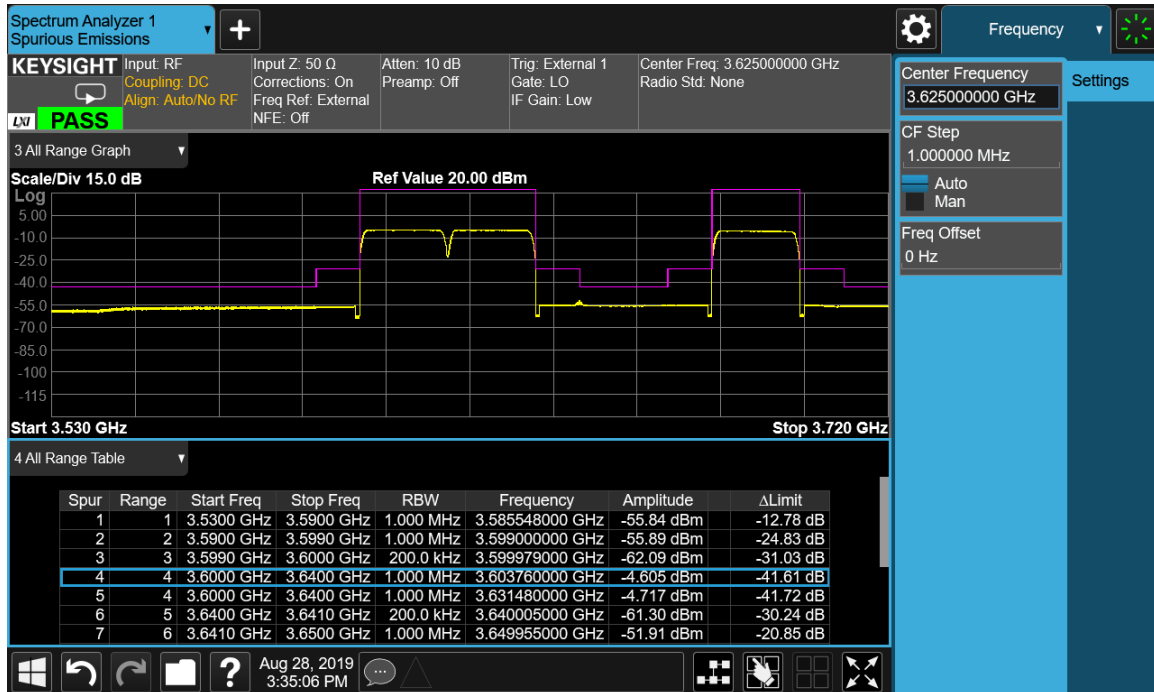 Spectrum Analyzer 1
Spurious Emissions
Frequency
KEYSIGHT
LXI PASS
Input: RF
Coupling: DC
Align: Auto/No RF
Input Z: 50 Ω
Corrections: On
Freq Ref: External
NFE: Off
Atten: 10 dB
Preamp: Off
Trig: External 1
Gate: LO
IF Gain: Low
Center Freq: 3.625000000 GHz
Radio Std: None
Center Frequency
3.625000000 GHz
Settings
CF Step
1.000000 MHz
Auto
Man
Freq Offset
0 Hz
3 All Range Graph
Scale/Div 15.0 dB Ref Value 20.00 dBm
Log
5.00
-10.0
-25.0
-40.0
-55.0
-70.0
-85.0
-100
-115
Start 3.530 GHz Stop 3.720 GHz
4 All Range Table
Spur Range Start Freq Stop Freq RBW Frequency Amplitude ΔLimit
1 1 3.5300 GHz 3.5900 GHz 1.000 MHz 3.585548000 GHz -55.84 dBm -12.78 dB
2 2 3.5900 GHz 3.5990 GHz 1.000 MHz 3.599000000 GHz -55.89 dBm -24.83 dB
3 3 3.5990 GHz 3.6000 GHz 200.0 kHz 3.599979000 GHz -62.09 dBm -31.03 dB
4 4 3.6000 GHz 3.6400 GHz 1.000 MHz 3.603760000 GHz -4.605 dBm -41.61 dB
5 4 3.6000 GHz 3.6400 GHz 1.000 MHz 3.631480000 GHz -4.717 dBm -41.72 dB
6 5 3.6400 GHz 3.6410 GHz 200.0 kHz 3.640005000 GHz -61.30 dBm -30.24 dB
7 6 3.6410 GHz 3.6500 GHz 1.000 MHz 3.649955000 GHz -51.91 dBm -20.85 dB
Aug 28, 2019
3:35:06 PM